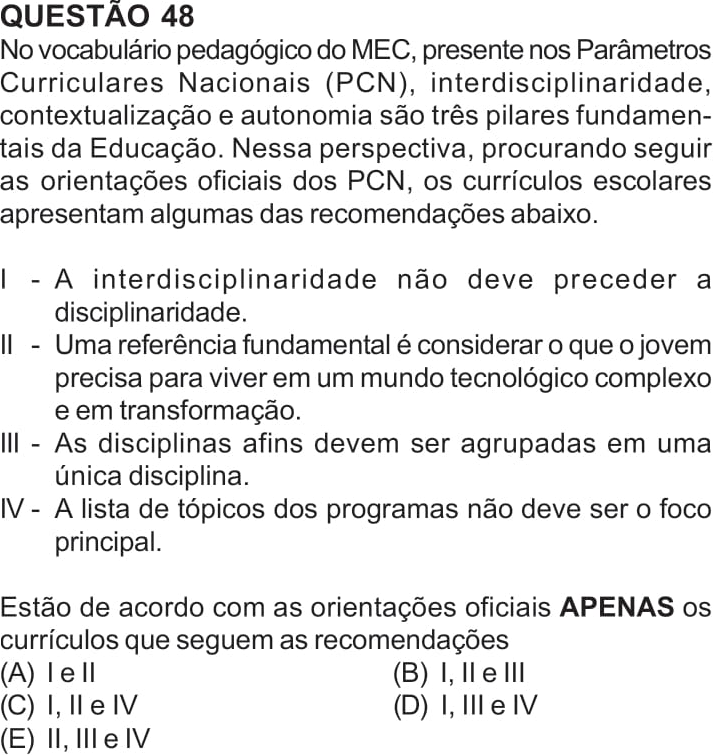 QUESTÃO 48
No vocabulário pedagógico do MEC, presente nos Parâmetros
Curriculares Nacionais (PCN), interdisciplinaridade,
contextualização e autonomia são três pilares fundamen-
tais da Educação. Nessa perspectiva, procurando seguir
as orientações oficiais dos PCN, os currículos escolares
apresentam algumas das recomendações abaixo.
I - A interdisciplinaridade não deve preceder a
disciplinaridade.
II - Uma referência fundamental é considerar o que o jovem
precisa para viver em um mundo tecnológico complexo
e em transformação.
III - As disciplinas afins devem ser agrupadas em uma
única disciplina.
IV - A lista de tópicos dos programas não deve ser o foco
principal.
Estão de acordo com as orientações oficiais APENAS os
currículos que seguem as recomendações
(A) I e II (B) I, II e III
(C) I, II e IV (D) I, III e IV
(E) II, III e IV